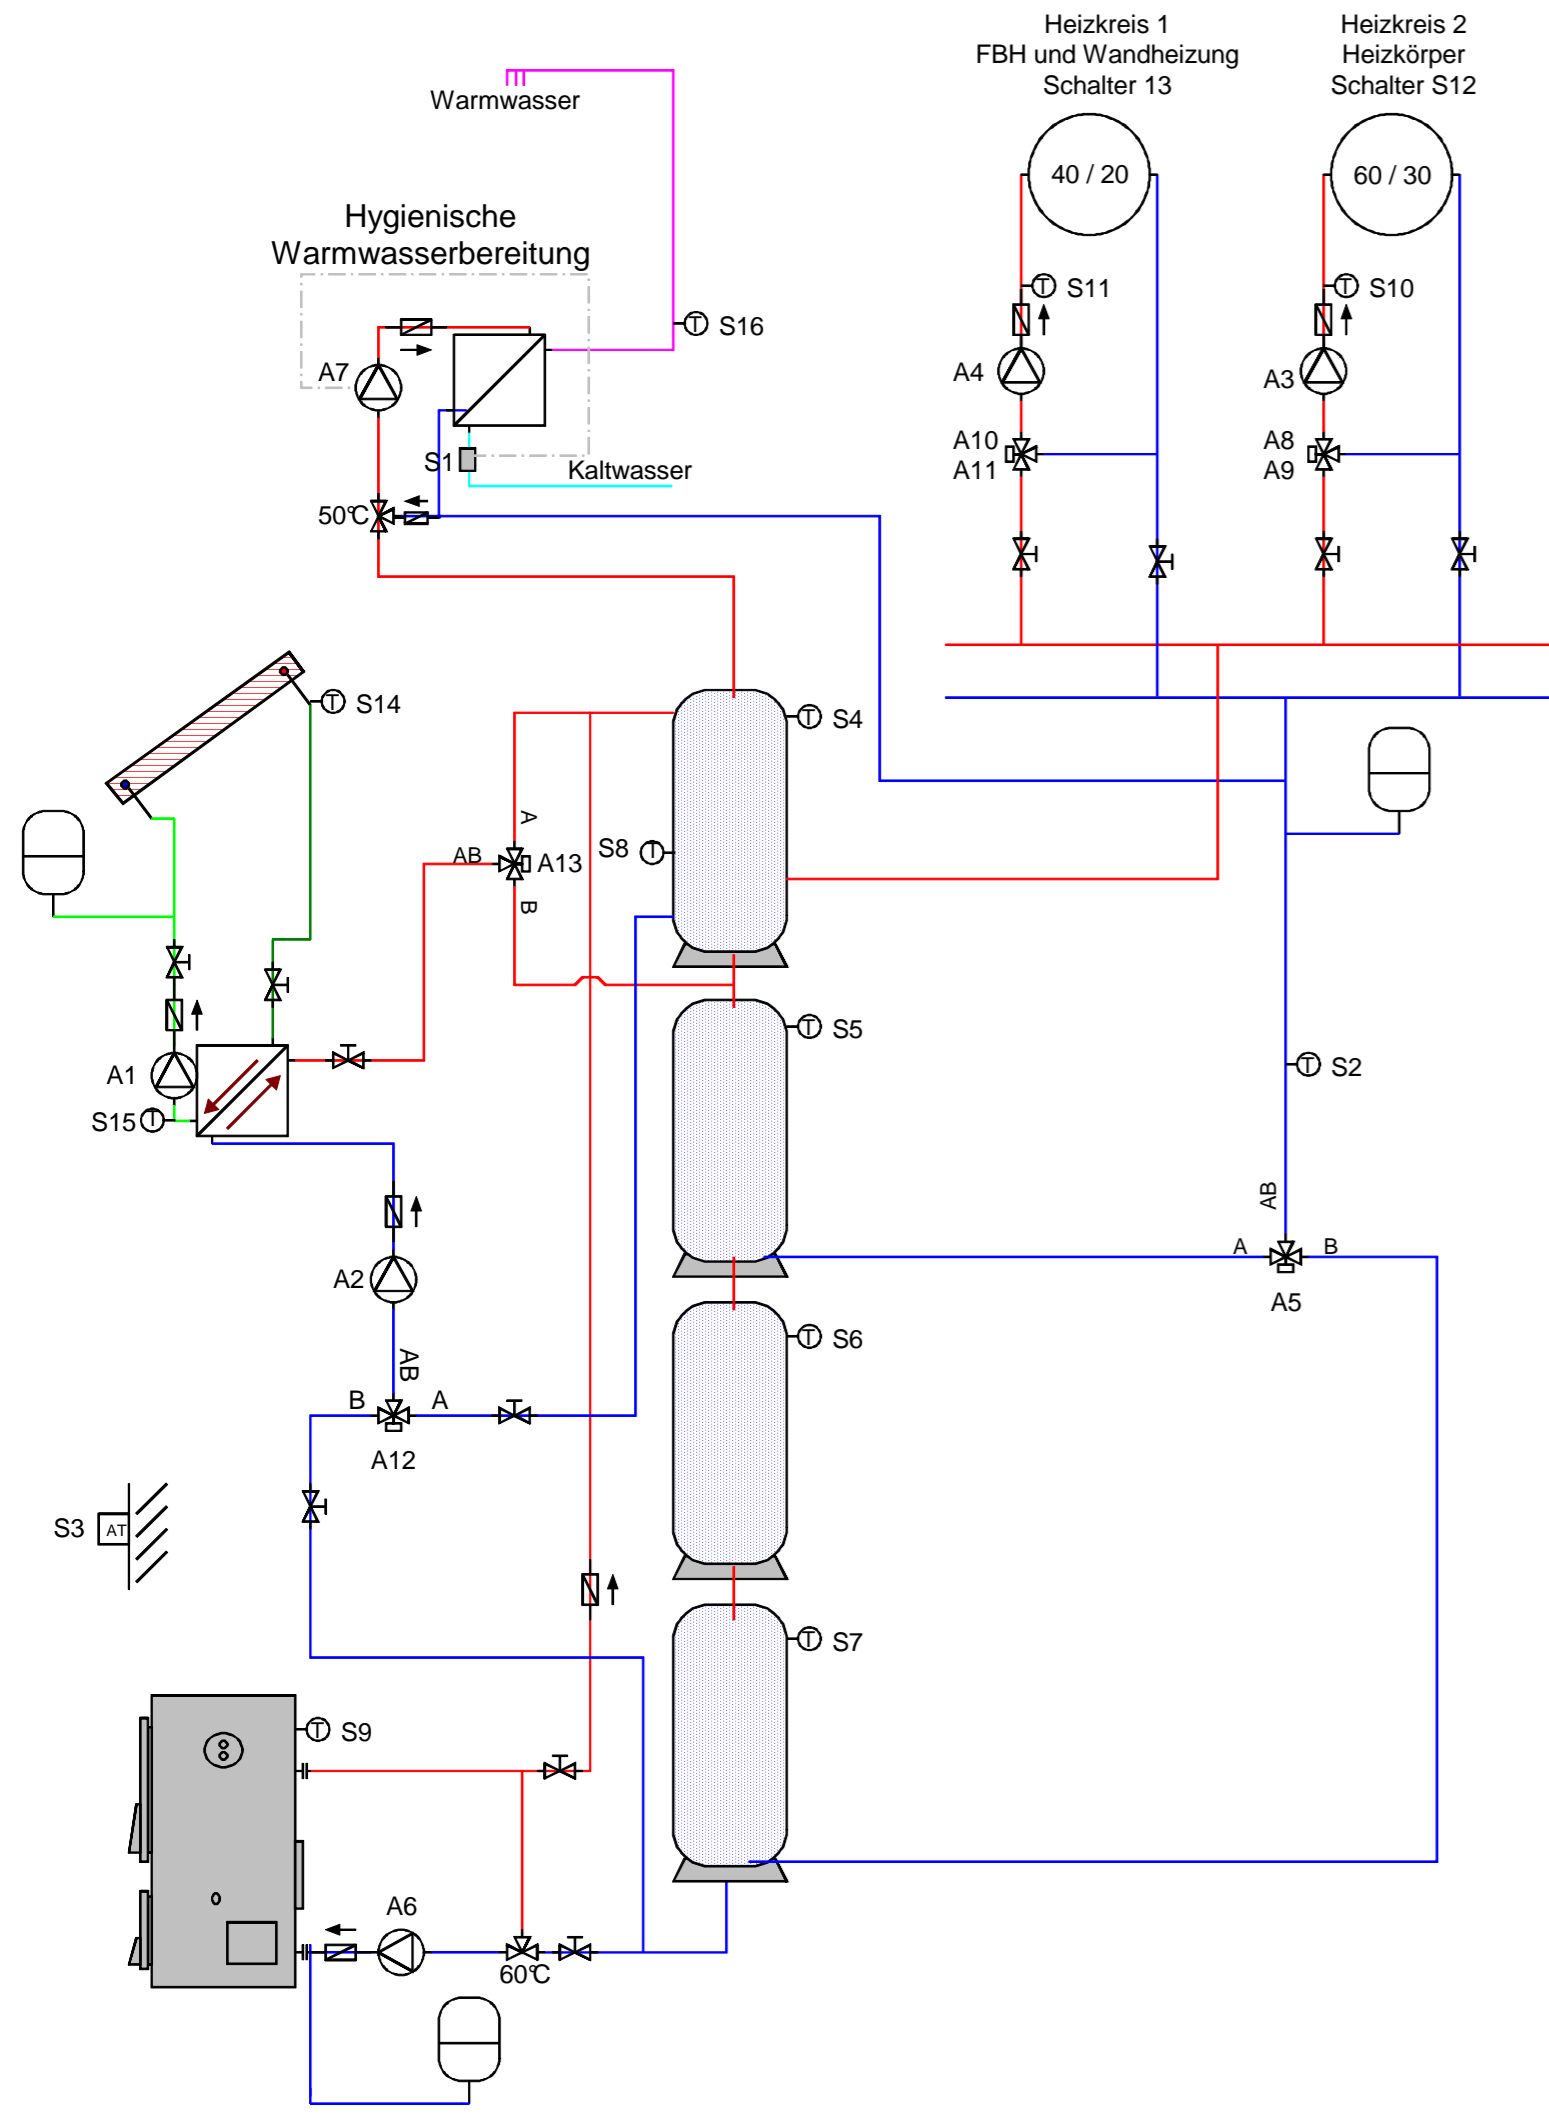 Heizkreis 1
FBH und Wandheizung
Schalter 13
Heizkreis 2
Heizkörper
Schalter S12
Warmwasser
40 / 20
60 / 30
Hygienische
Warmwasserbereitung
T S11
T S10
T S16
A7
A4
A3
A10
A11
A8
A9
S1
Kaltwasser
50°C
T S14
T S4
A
S8 T
AB
A13
B
T S5
A1
S15 T
T S2
AB
A
B
A5
A2
T S6
AB
B
A
A12
S3 AT
T S7
T S9
A6
60°C